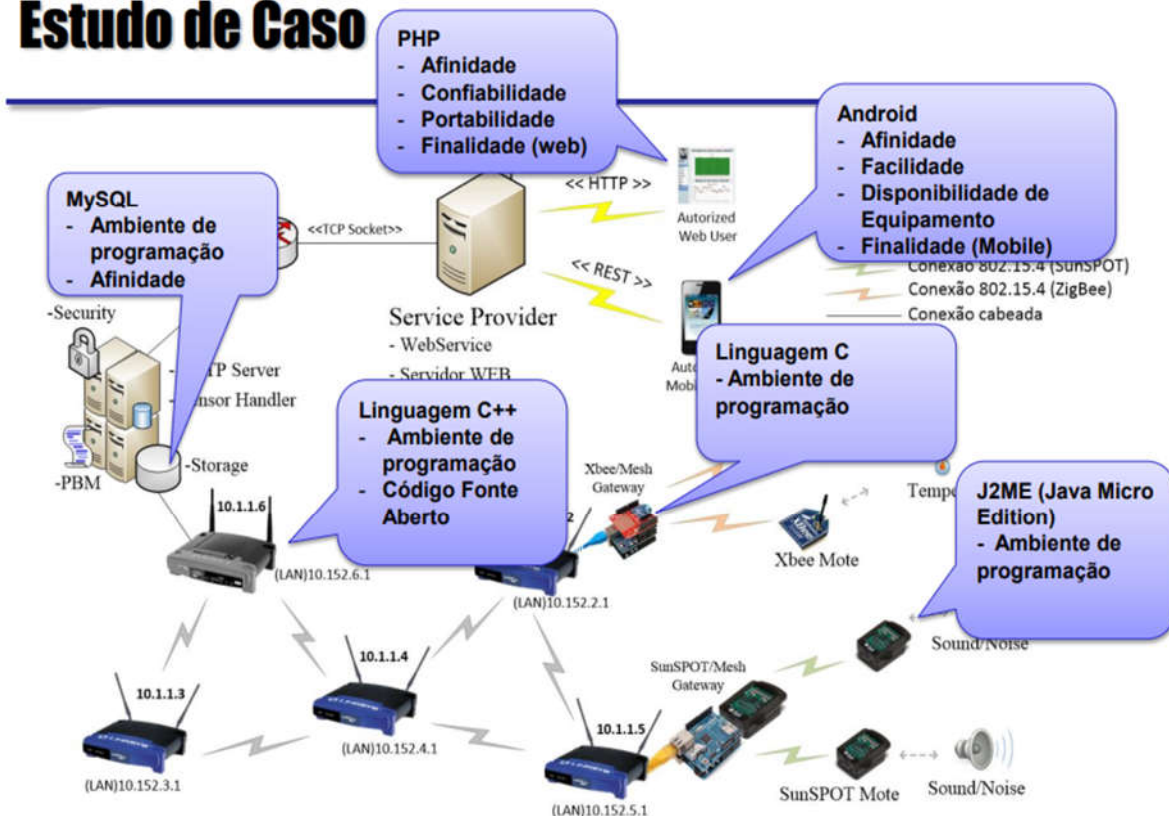 Estudo de Caso
PHP
- Afinidade
- Confiabilidade
- Portabilidade
- Finalidade (web)
Android
- Afinidade
- Facilidade
- Disponibilidade de
Equipamento
- Finalidade (Mobile)
MySQL
- Ambiente de
programação
- Afinidade
<<TCP Socket>>
<< HTTP >>
Autorized
Web User
<< REST >>
Conexão 802.15.4 (SunSPOT)
Conexão 802.15.4 (ZigBee)
Conexão cabeada
Service Provider
- WebService
- Servidor WEB
-Security
Server
Handler
-Storage
-PBM
Linguagem C
- Ambiente de
programação
Linguagem C++
- Ambiente de
programação
- Código Fonte
Aberto
Xbee/Mesh
Gateway
Xbee Mote
J2ME (Java Micro
Edition)
- Ambiente de
programação
10.1.1.6
(LAN)10.152.6.1
2
(LAN)10.152.2.1
Sound/Noise
10.1.1.4
(LAN)10.152.4.1
SunSPOT/Mesh
Gateway
10.1.1.3
(LAN)10.152.3.1
10.1.1.5
(LAN)10.152.5.1
SunSPOT Mote
Sound/Noise